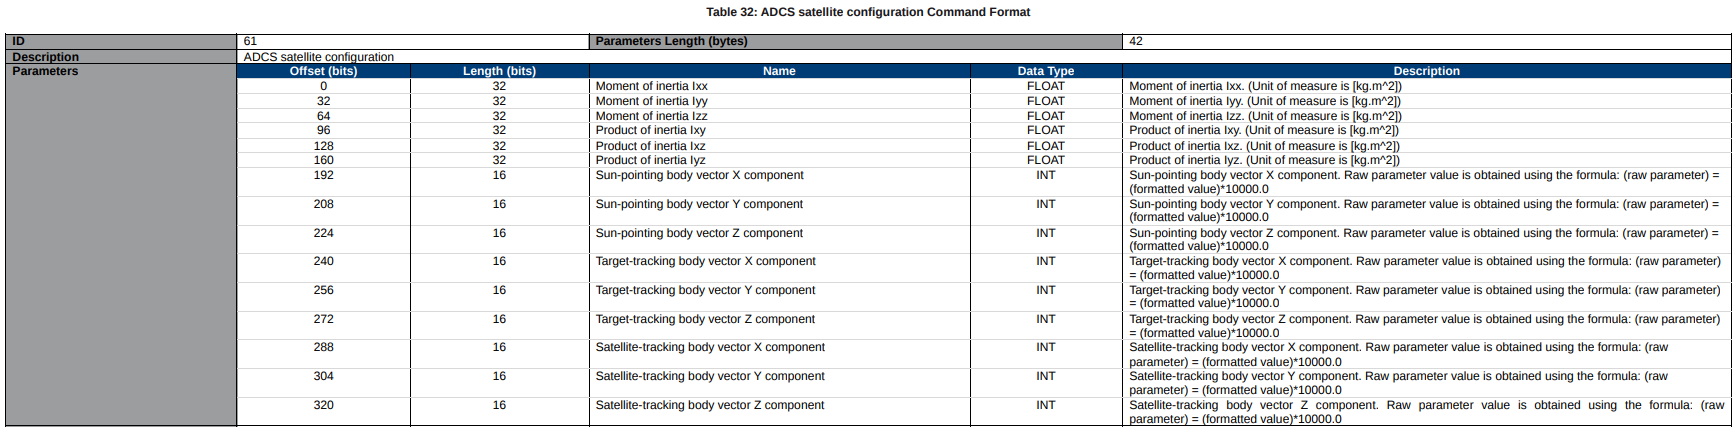 Table 32: ADCS satellite configuration Command Format
ID 61 Parameters Length (bytes) 42
Description ADCS satellite configuration
Parameters Offset (bits) Length (bits) Name Data Type Description
0 32 Moment of inertia Ixx FLOAT Moment of inertia Ixx. (Unit of measure is [kg.m^2])
32 32 Moment of inertia Iyy FLOAT Moment of inertia Iyy. (Unit of measure is [kg.m^2])
64 32 Moment of inertia Izz FLOAT Moment of inertia Izz. (Unit of measure is [kg.m^2])
96 32 Product of inertia Ixy FLOAT Product of inertia Ixy. (Unit of measure is [kg.m^2])
128 32 Product of inertia Ixz FLOAT Product of inertia Ixz. (Unit of measure is [kg.m^2])
160 32 Product of inertia Iyz FLOAT Product of inertia Iyz. (Unit of measure is [kg.m^2])
192 16 Sun-pointing body vector X component INT Sun-pointing body vector X component. Raw parameter value is obtained using the formula: (raw parameter) =
(formatted value)*10000.0
208 16 Sun-pointing body vector Y component INT Sun-pointing body vector Y component. Raw parameter value is obtained using the formula: (raw parameter) =
(formatted value)*10000.0
224 16 Sun-pointing body vector Z component INT Sun-pointing body vector Z component. Raw parameter value is obtained using the formula: (raw parameter) =
(formatted value)*10000.0
240 16 Target-tracking body vector X component INT Target-tracking body vector X component. Raw parameter value is obtained using the formula: (raw parameter)
= (formatted value)*10000.0
256 16 Target-tracking body vector Y component INT Target-tracking body vector Y component. Raw parameter value is obtained using the formula: (raw parameter)
= (formatted value)*10000.0
272 16 Target-tracking body vector Z component INT Target-tracking body vector Z component. Raw parameter value is obtained using the formula: (raw parameter)
= (formatted value)*10000.0
288 16 Satellite-tracking body vector X component INT Satellite-tracking body vector X component. Raw parameter value is obtained using the formula: (raw
parameter) = (formatted value)*10000.0
304 16 Satellite-tracking body vector Y component INT Satellite-tracking body vector Y component. Raw parameter value is obtained using the formula: (raw
parameter) = (formatted value)*10000.0
320 16 Satellite-tracking body vector Z component INT Satellite-tracking body vector Z component. Raw parameter value is obtained using the formula: (raw
parameter) = (formatted value)*10000.0